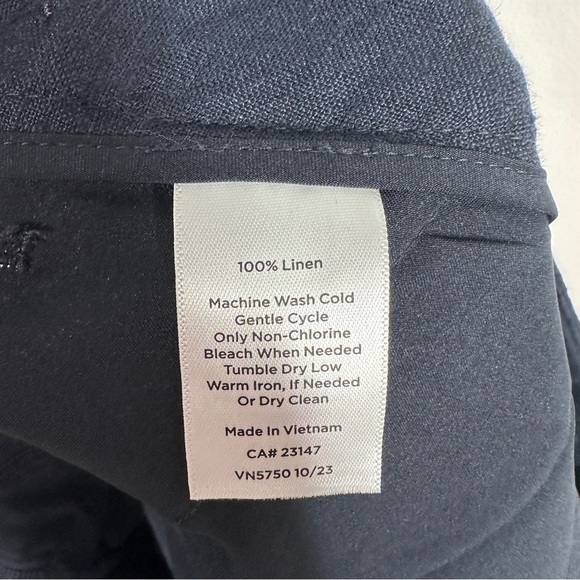 100% Linen
Machine Wash Cold
Gentle Cycle
Only Non-Chlorine
Bleach When Needed
Tumble Dry Low
Warm Iron, If Needed
Or Dry Clean
Made In Vietnam
CA# 23147
VN5750 10/23